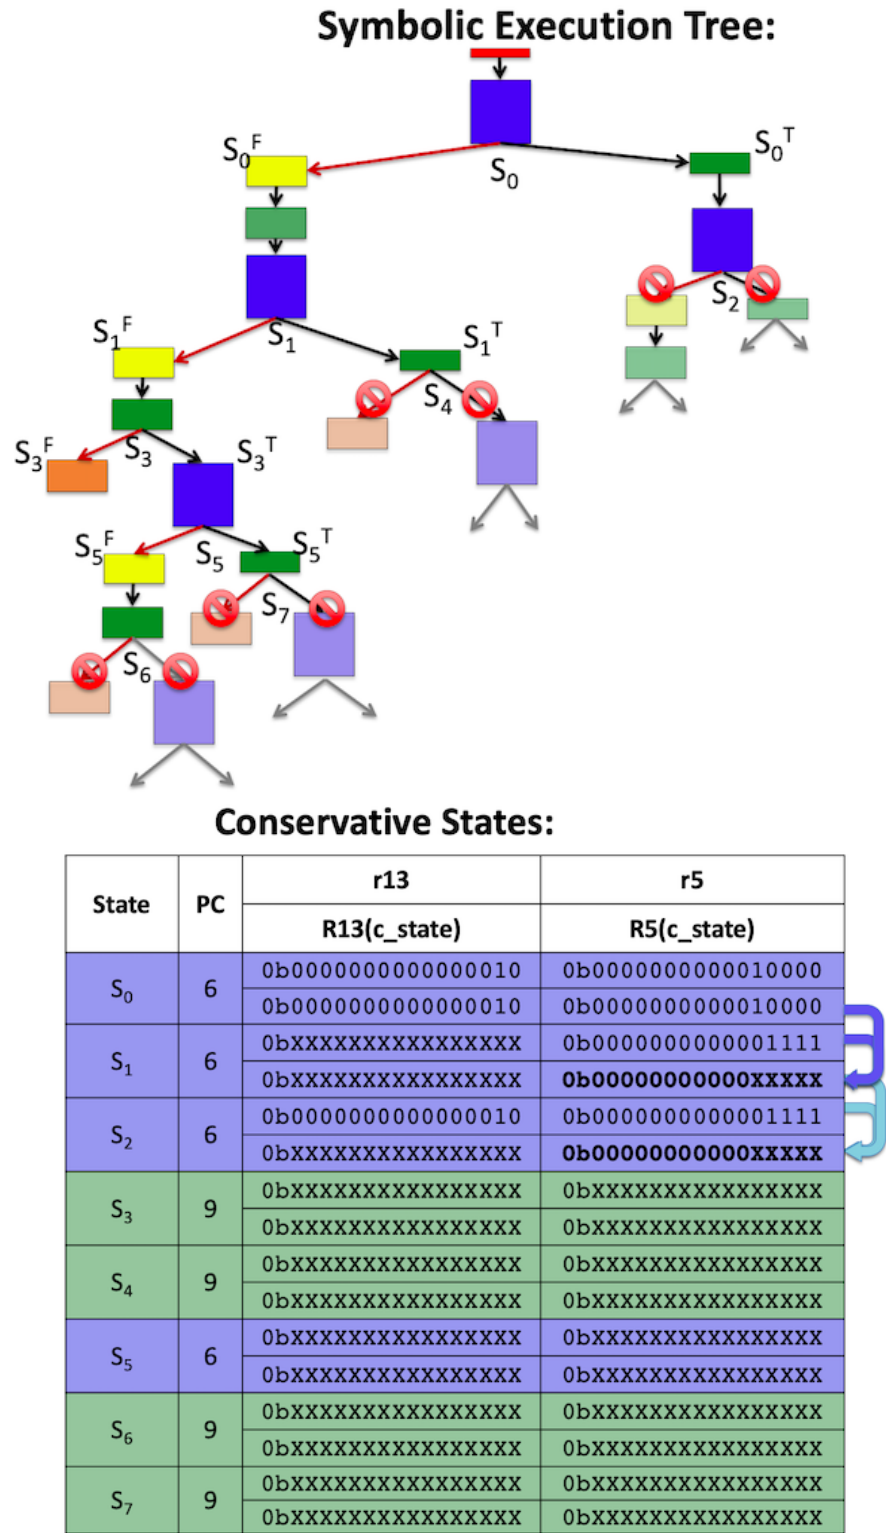 Symbolic Execution Tree:
S₀ᶠ
S₀ᵀ
S₀
S₂
S₁ᶠ
S₁
S₁ᵀ
S₄
S₃ᶠ
S₃
S₃ᵀ
S₅ᶠ
S₅
S₅ᵀ
S₇
S₆
Conservative States:
State PC r13 r5
R13(c_state) R5(c_state)
S₀ 6 0b0000000000000010 0b0000000000010000
0b0000000000000010 0b0000000000010000
S₁ 6 0bXXXXXXXXXXXXXXXX 0b0000000000001111
0bXXXXXXXXXXXXXXXX 0b00000000000XXXXX
S₂ 6 0b0000000000000010 0b0000000000001111
0bXXXXXXXXXXXXXXXX 0b00000000000XXXXX
S₃ 9 0bXXXXXXXXXXXXXXXX 0bXXXXXXXXXXXXXXXX
0bXXXXXXXXXXXXXXXX 0bXXXXXXXXXXXXXXXX
S₄ 9 0bXXXXXXXXXXXXXXXX 0bXXXXXXXXXXXXXXXX
0bXXXXXXXXXXXXXXXX 0bXXXXXXXXXXXXXXXX
S₅ 6 0bXXXXXXXXXXXXXXXX 0bXXXXXXXXXXXXXXXX
0bXXXXXXXXXXXXXXXX 0bXXXXXXXXXXXXXXXX
S₆ 9 0bXXXXXXXXXXXXXXXX 0bXXXXXXXXXXXXXXXX
0bXXXXXXXXXXXXXXXX 0bXXXXXXXXXXXXXXXX
S₇ 9 0bXXXXXXXXXXXXXXXX 0bXXXXXXXXXXXXXXXX
0bXXXXXXXXXXXXXXXX 0bXXXXXXXXXXXXXXXX